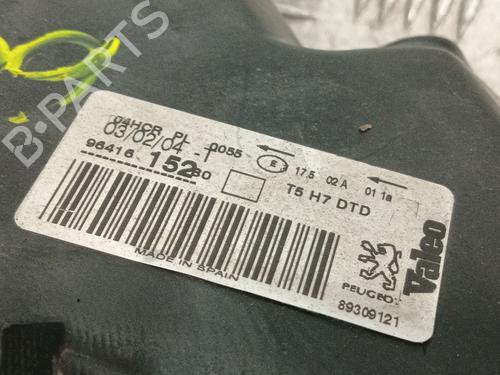 B-PARTS
04HCR PL 0055
03/02/04 - 1
96416 152 80
E 17.5 02 A 01 1a
T5 H7 DTD
MADE IN SPAIN
PEUGEOT
Valeo
89309121